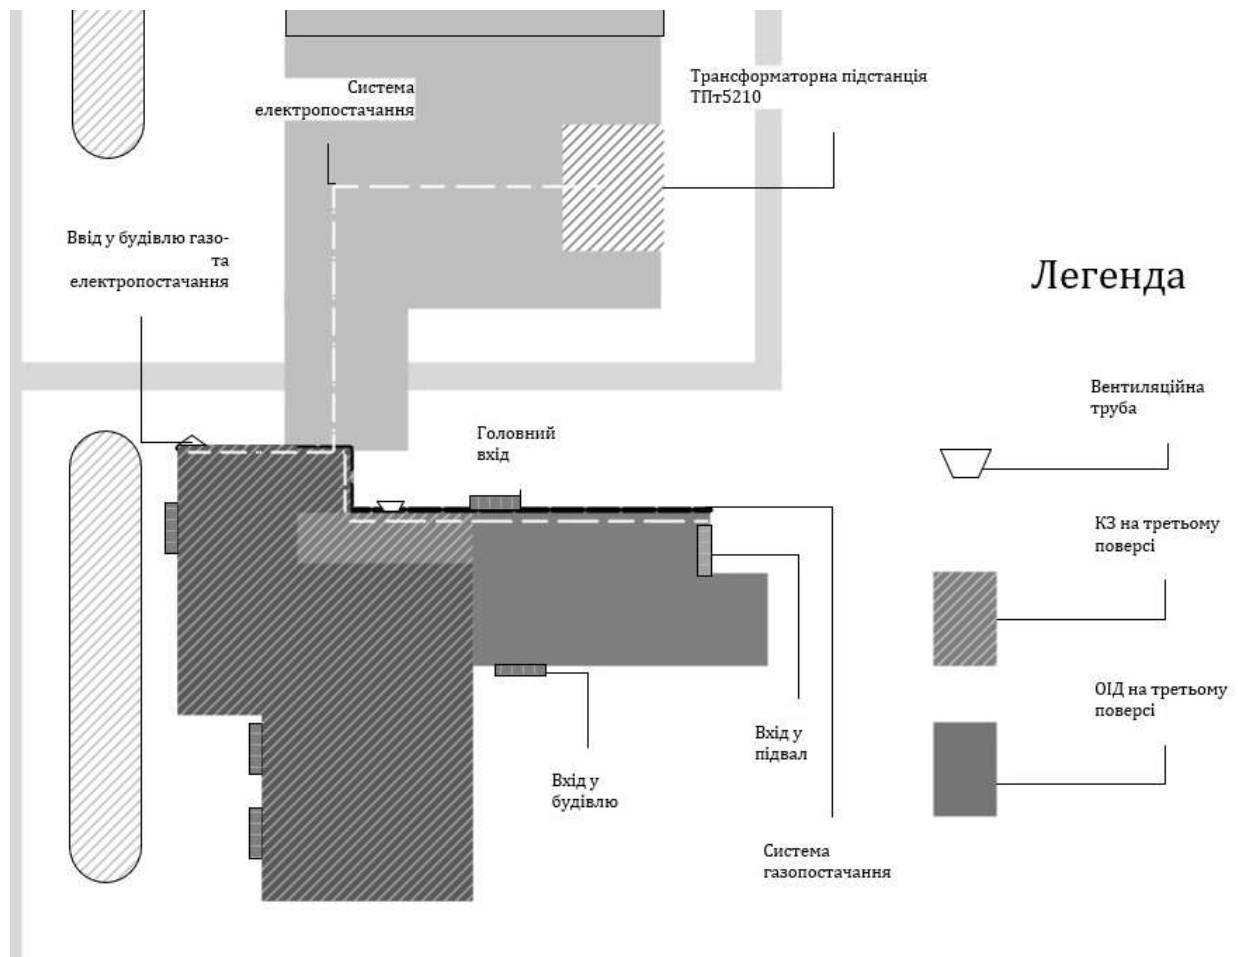 Система
електропостачання
Трансформаторна підстанція
ТПт5210
Ввід у будівлю газо-
та
електропостачання
Легенда
Вентиляційна
труба
Головний
вхід
КЗ на третьому
поверсі
ОІД на третьому
поверсі
Вхід у
підвал
Вхід у
будівлю
Система
газопостачання